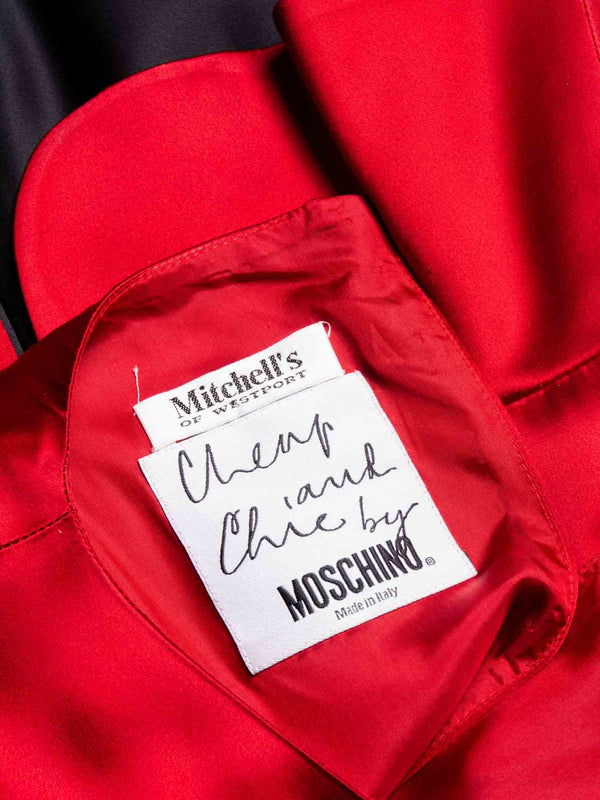 Mitchell's
OF WESTPORT
Cheap
and
Chic by
MOSCHINO®
Made in Italy